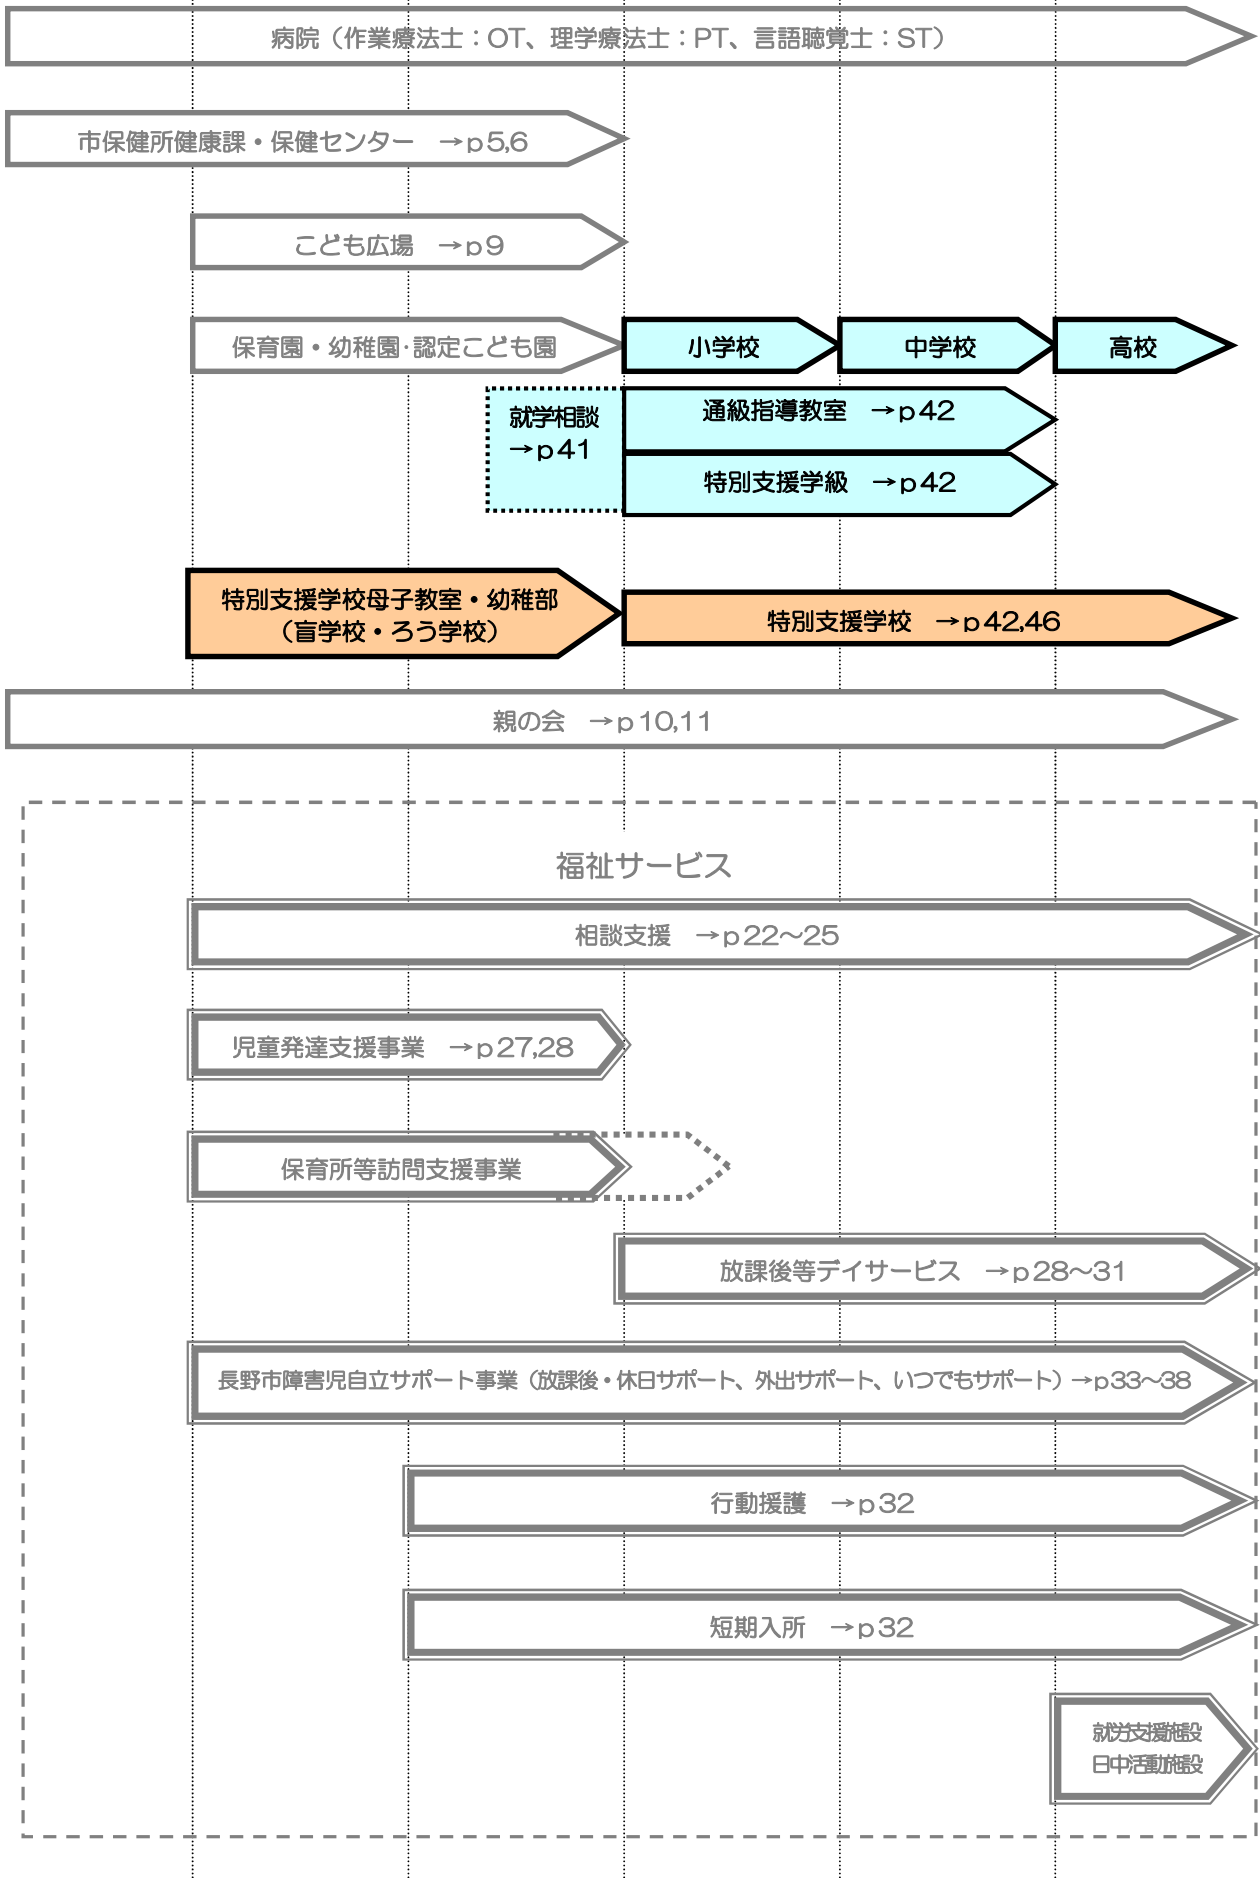 病院（作業療法士：OT、理学療法士：PT、言語聴覚士：ST）
市保健所健康課・保健センター　→p5,6
こども広場　→p9
保育園・幼稚園･認定こども園
小学校
中学校
高校
就学相談
→p41
通級指導教室　→p42
特別支援学級　→p42
特別支援学校母子教室・幼稚部
（盲学校・ろう学校）
特別支援学校　→p42,46
親の会　→p10,11
福祉サービス
相談支援　→p22～25
児童発達支援事業　→p27,28
保育所等訪問支援事業
放課後等デイサービス　→p28～31
長野市障害児自立サポート事業（放課後・休日サポート、外出サポート、いつでもサポート）→p33～38
行動援護　→p32
短期入所　→p32
就労支援施設
日中活動施設